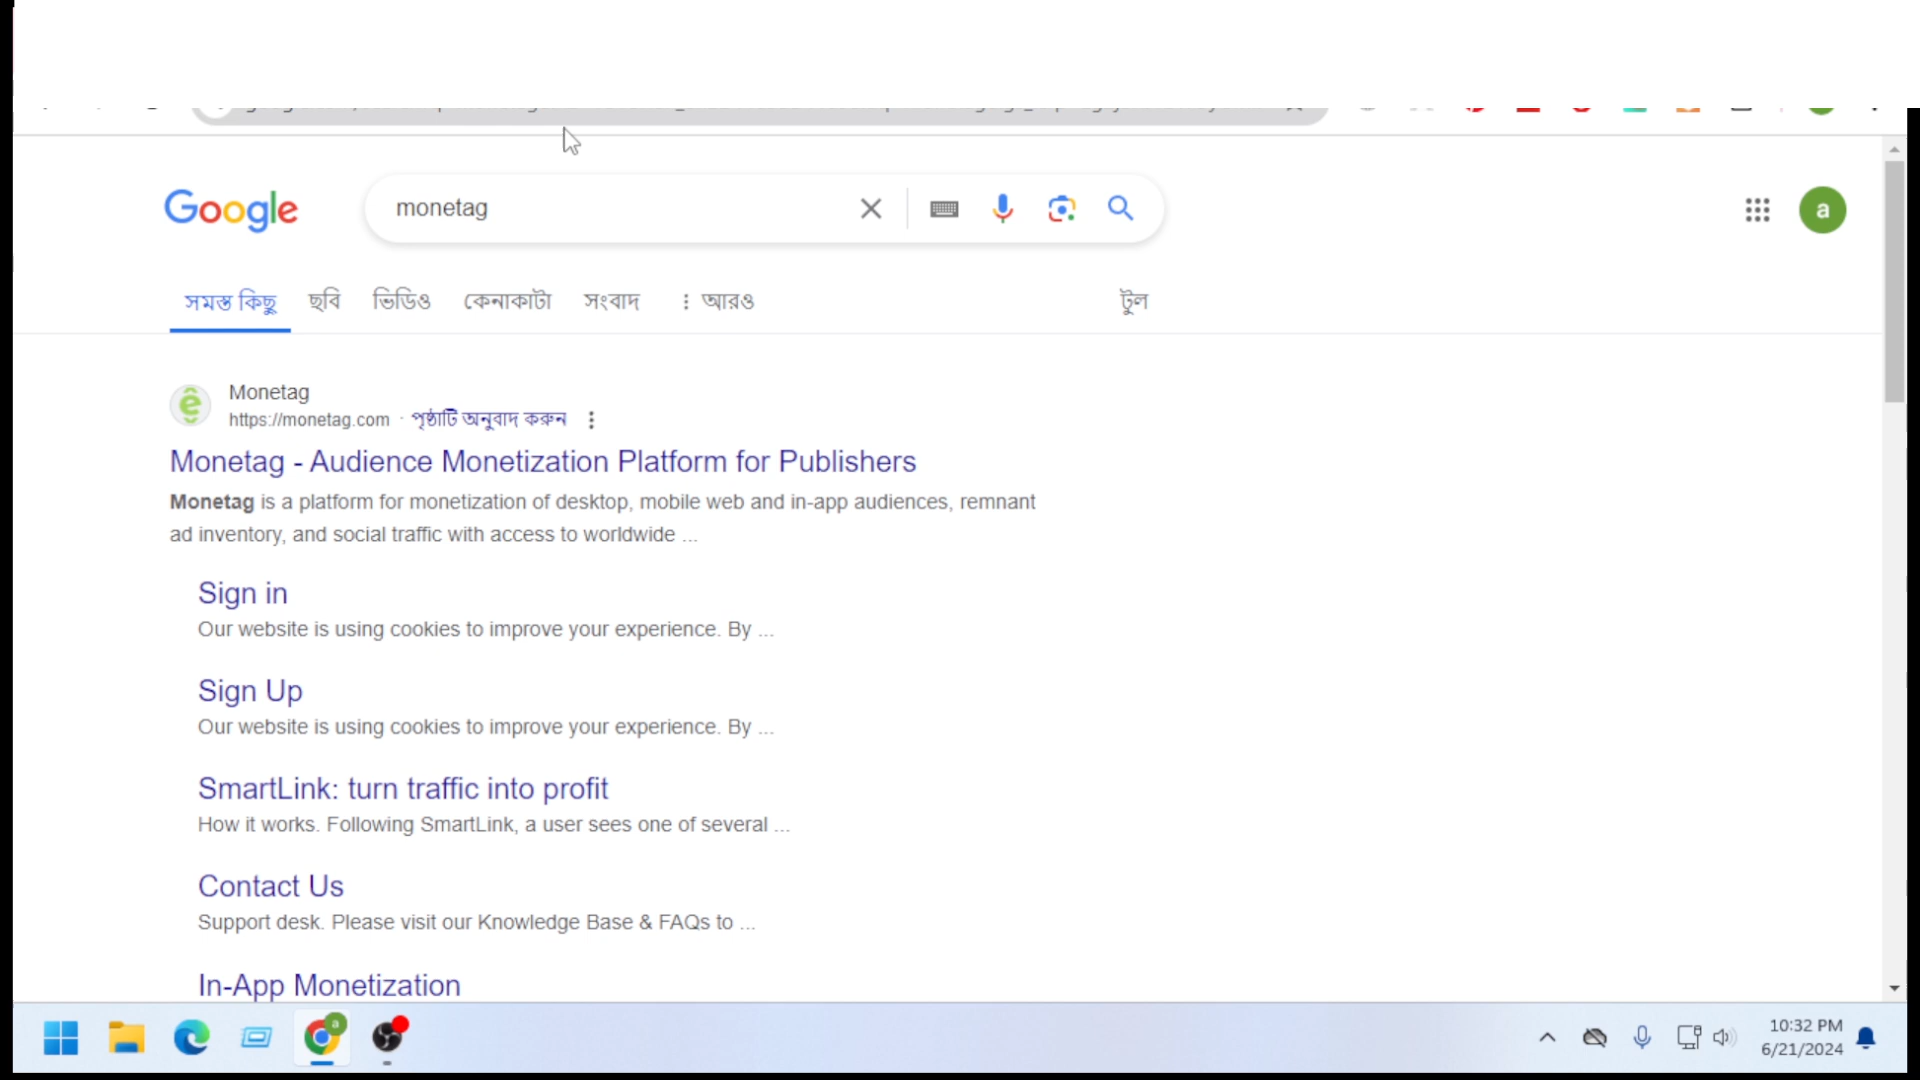 Google
monetag
a
সমস্ত কিছু ছবি ভিডিও কেনাকাটা সংবাদ ⋮ আরও টুল
Monetag
https://monetag.com · পৃষ্ঠাটি অনুবাদ করুন
Monetag - Audience Monetization Platform for Publishers
Monetag is a platform for monetization of desktop, mobile web and in-app audiences, remnant
ad inventory, and social traffic with access to worldwide ...
Sign in
Our website is using cookies to improve your experience. By ...
Sign Up
Our website is using cookies to improve your experience. By ...
SmartLink: turn traffic into profit
How it works. Following SmartLink, a user sees one of several ...
Contact Us
Support desk. Please visit our Knowledge Base & FAQs to ...
In-App Monetization
a
10:32 PM
6/21/2024